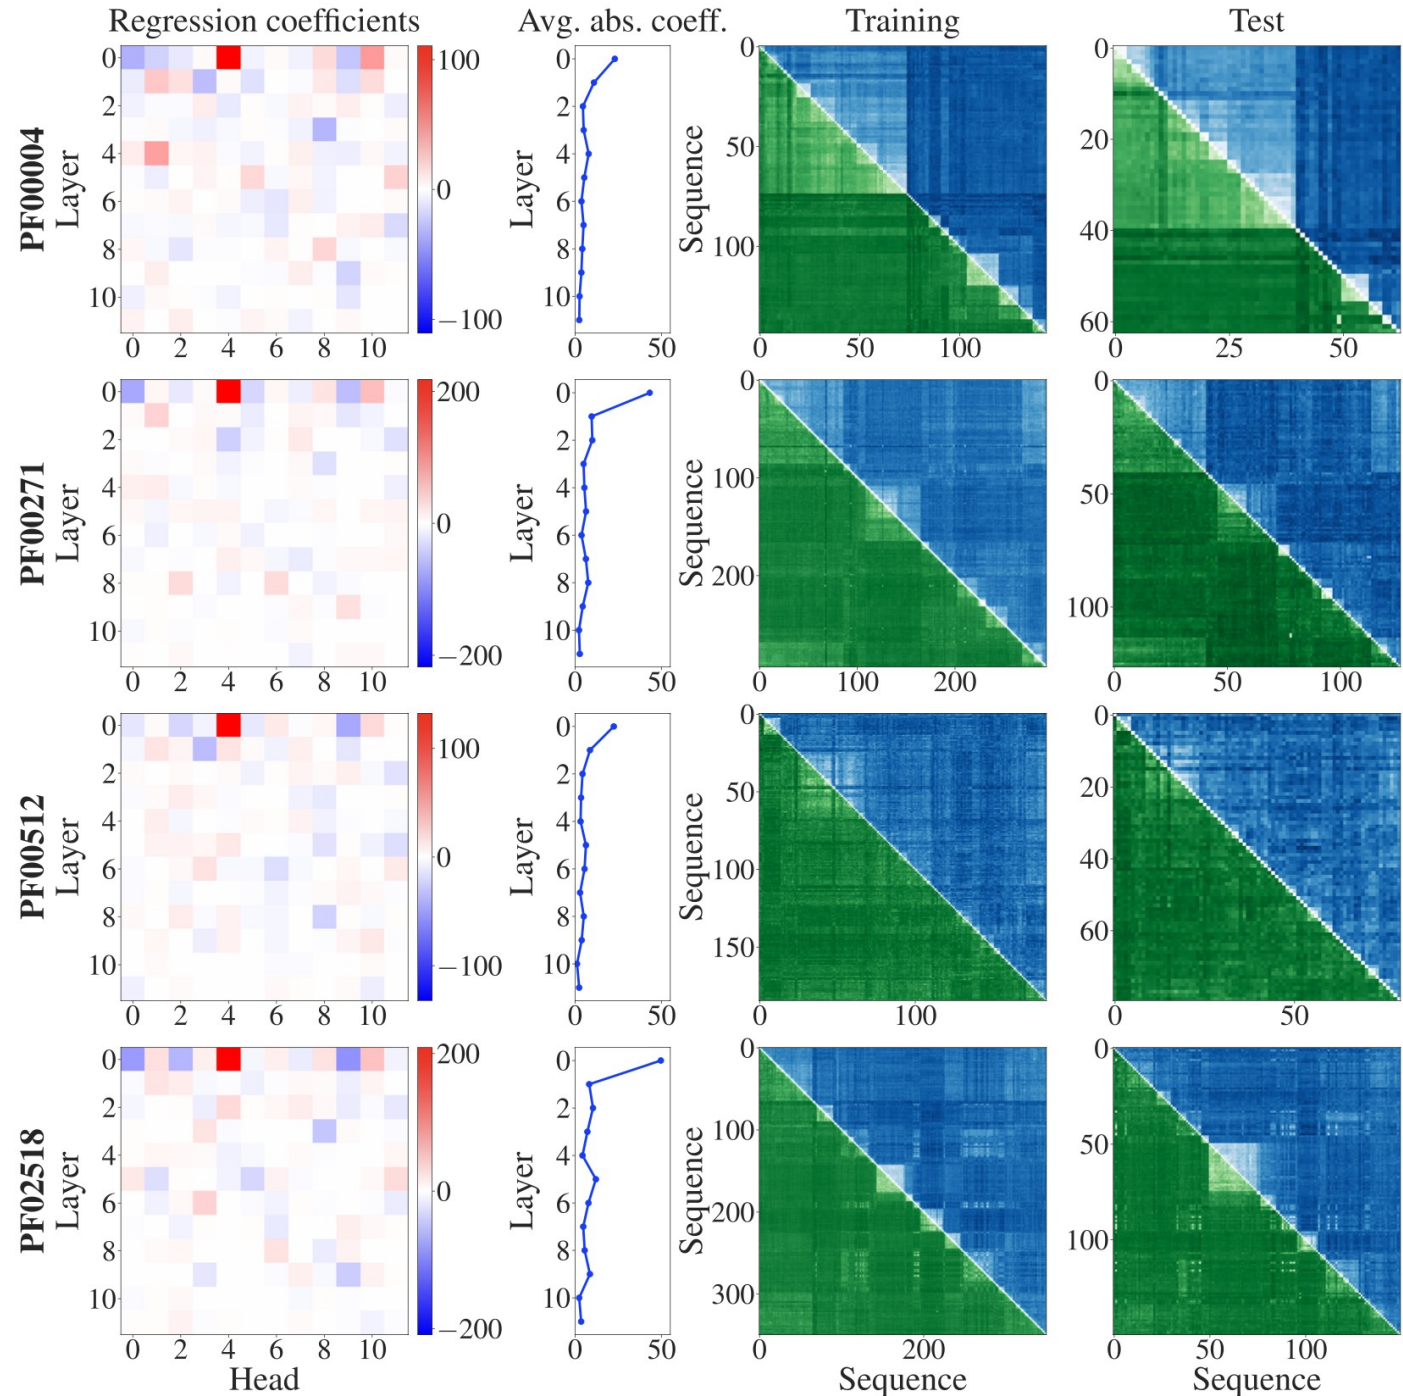 Regression coefficients Avg. abs. coeff. Training Test
PF00004
Layer
0 2 4 6 8 10
0 2 4 6 8 10
100 0 −100
Layer
0 2 4 6 8 10
0 50
Sequence
0 50 100
0 50 100
0 20 40 60
0 25 50
PF00271
Layer
0 2 4 6 8 10
0 2 4 6 8 10
200 0 −200
Layer
0 2 4 6 8 10
0 50
Sequence
0 100 200
0 100 200
0 50 100
0 50 100
PF00512
Layer
0 2 4 6 8 10
0 2 4 6 8 10
100 0 −100
Layer
0 2 4 6 8 10
0 50
Sequence
0 50 100 150
0 100
0 20 40 60
0 50
PF02518
Layer
0 2 4 6 8 10
0 2 4 6 8 10
200 0 −200
Layer
0 2 4 6 8 10
0 50
Sequence
0 100 200 300
0 200
0 50 100
0 50 100
Head Sequence Sequence